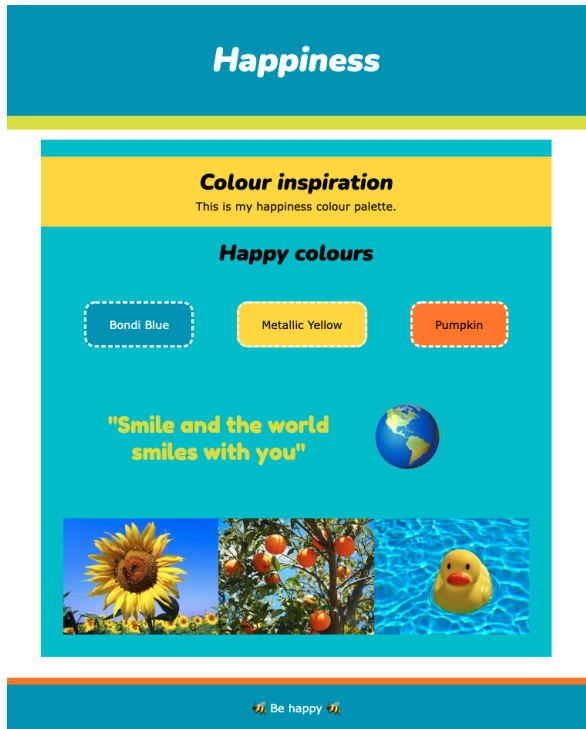 Happiness
Colour inspiration
This is my happiness colour palette.
Happy colours
Bondi Blue
Metallic Yellow
Pumpkin
"Smile and the world
smiles with you"
🐝 Be happy 🐝